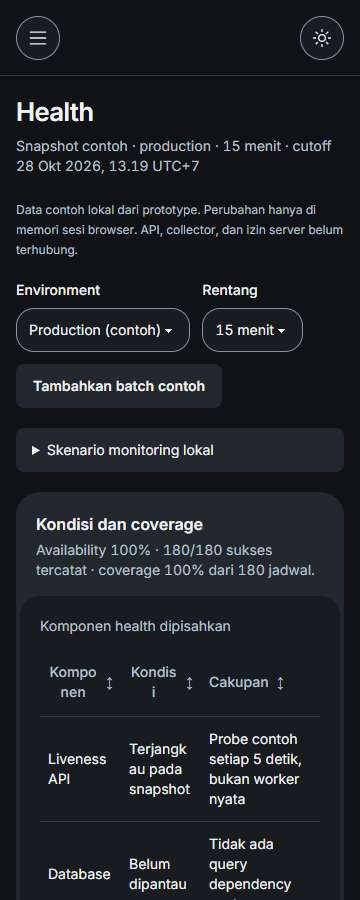 Health
Snapshot contoh · production · 15 menit · cutoff
28 Okt 2026, 13.19 UTC+7
Data contoh lokal dari prototype. Perubahan hanya di
memori sesi browser. API, collector, dan izin server belum
terhubung.
Environment
Rentang
Production (contoh)
15 menit
Tambahkan batch contoh
Skenario monitoring lokal
Kondisi dan coverage
Availability 100% · 180/180 sukses
tercatat · coverage 100% dari 180 jadwal.
Komponen health dipisahkan
Kompo
nen
Kondis
i
Cakupan
Liveness
API
Terjangk
au pada
snapshot
Probe contoh
setiap 5 detik,
bukan worker
nyata
Database
Belum
dipantau
Tidak ada
query
dependency